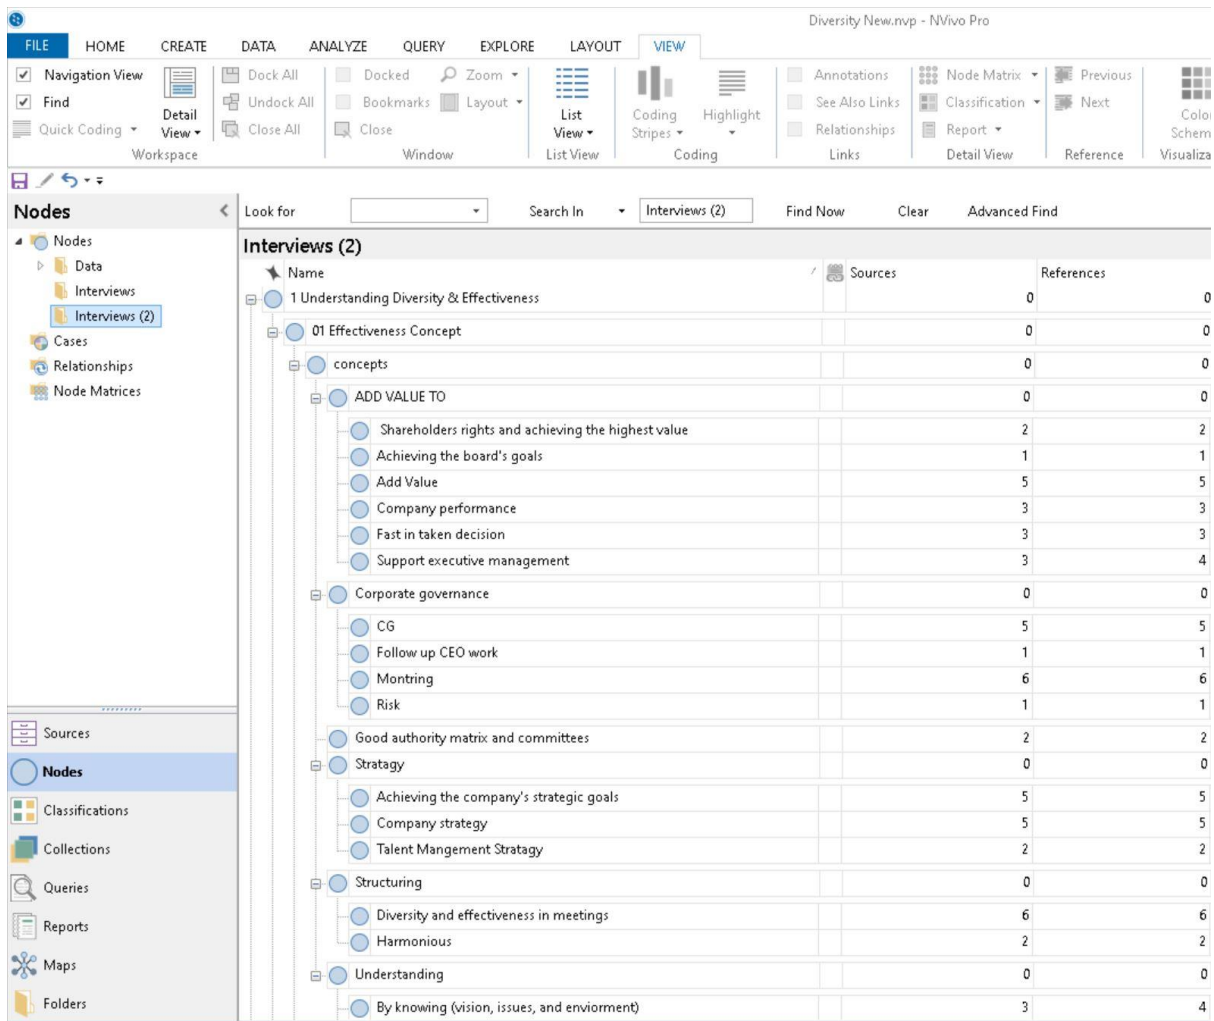 Diversity New.nvp - NVivo Pro
FILE HOME CREATE DATA ANALYZE QUERY EXPLORE LAYOUT VIEW
Navigation View
Find
Quick Coding
Detail View
Workspace
Dock All
Undock All
Close All
Docked
Bookmarks
Close
Zoom
Layout
Window
List View
List View
Coding Stripes
Highlight
Coding
Annotations
See Also Links
Relationships
Links
Node Matrix
Classification
Report
Detail View
Previous
Next
Reference
Colo
Schem
Visualiza
Nodes
Look for Search In Interviews (2) Find Now Clear Advanced Find
Nodes
Data
Interviews
Interviews (2)
Cases
Relationships
Node Matrices
Sources
Nodes
Classifications
Collections
Queries
Reports
Maps
Folders
Interviews (2)
Name Sources References
1 Understanding Diversity & Effectiveness 0 0
01 Effectiveness Concept 0 0
concepts 0 0
ADD VALUE TO 0 0
Shareholders rights and achieving the highest value 2 2
Achieving the board's goals 1 1
Add Value 5 5
Company performance 3 3
Fast in taken decision 3 3
Support executive management 3 4
Corporate governance 0 0
CG 5 5
Follow up CEO work 1 1
Montring 6 6
Risk 1 1
Good authority matrix and committees 2 2
Stratagy 0 0
Achieving the company's strategic goals 5 5
Company strategy 5 5
Talent Mangement Stratagy 2 2
Structuring 0 0
Diversity and effectiveness in meetings 6 6
Harmonious 2 2
Understanding 0 0
By knowing (vision, issues, and enviorment) 3 4